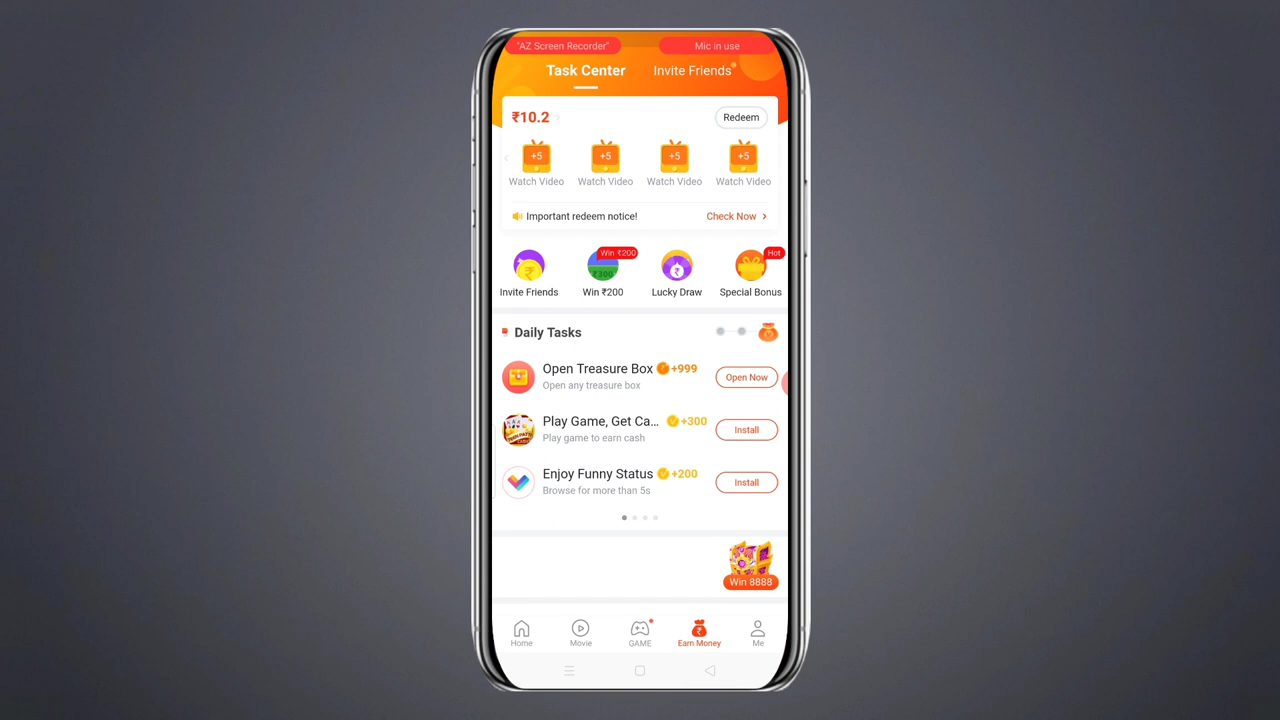 "AZ Screen Recorder" Mic in use
Task Center Invite Friends
₹10.2 Redeem
+5 +5 +5 +5
Watch Video Watch Video Watch Video Watch Video
Important redeem notice! Check Now
Win ₹200 Hot
₹300
Invite Friends Win ₹200 Lucky Draw Special Bonus
Daily Tasks
Open Treasure Box +999
Open any treasure box
Open Now
Play Game, Get Ca... +300
Play game to earn cash
Install
Enjoy Funny Status +200
Browse for more than 5s
Install
Win 8888
Home Movie GAME Earn Money Me